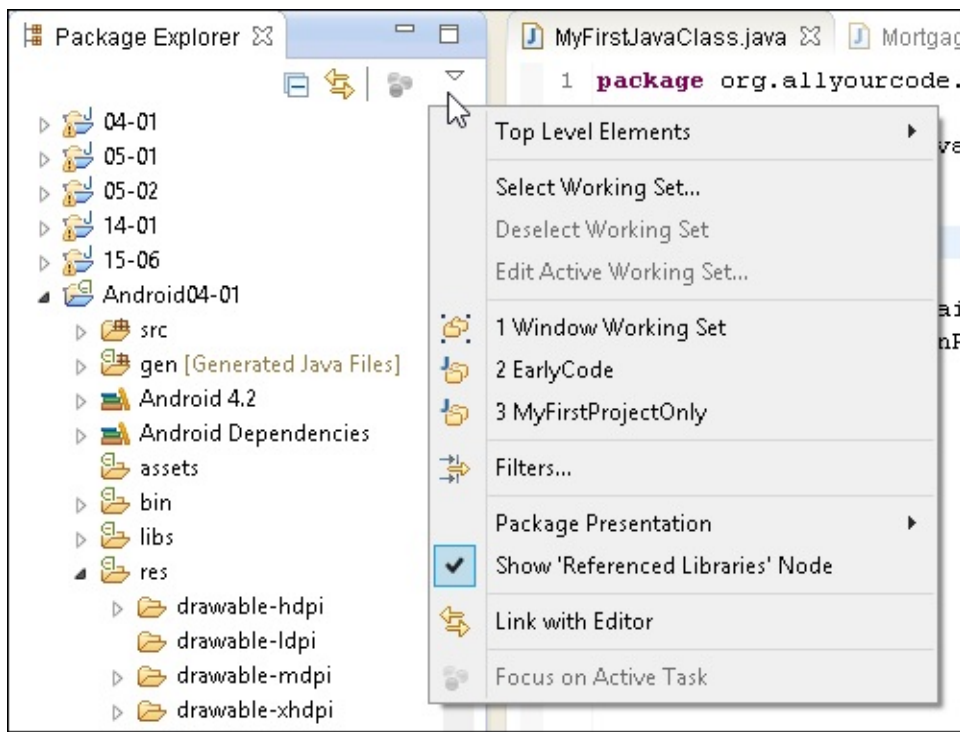 Package Explorer
MyFirstJavaClass.java
Mortgag
1 package org.allyourcode.
04-01
05-01
05-02
14-01
15-06
Android04-01
src
gen [Generated Java Files]
Android 4.2
Android Dependencies
assets
bin
libs
res
drawable-hdpi
drawable-ldpi
drawable-mdpi
drawable-xhdpi
Top Level Elements
Select Working Set...
Deselect Working Set
Edit Active Working Set...
1 Window Working Set
2 EarlyCode
3 MyFirstProjectOnly
Filters...
Package Presentation
Show 'Referenced Libraries' Node
Link with Editor
Focus on Active Task
va
ai
nP